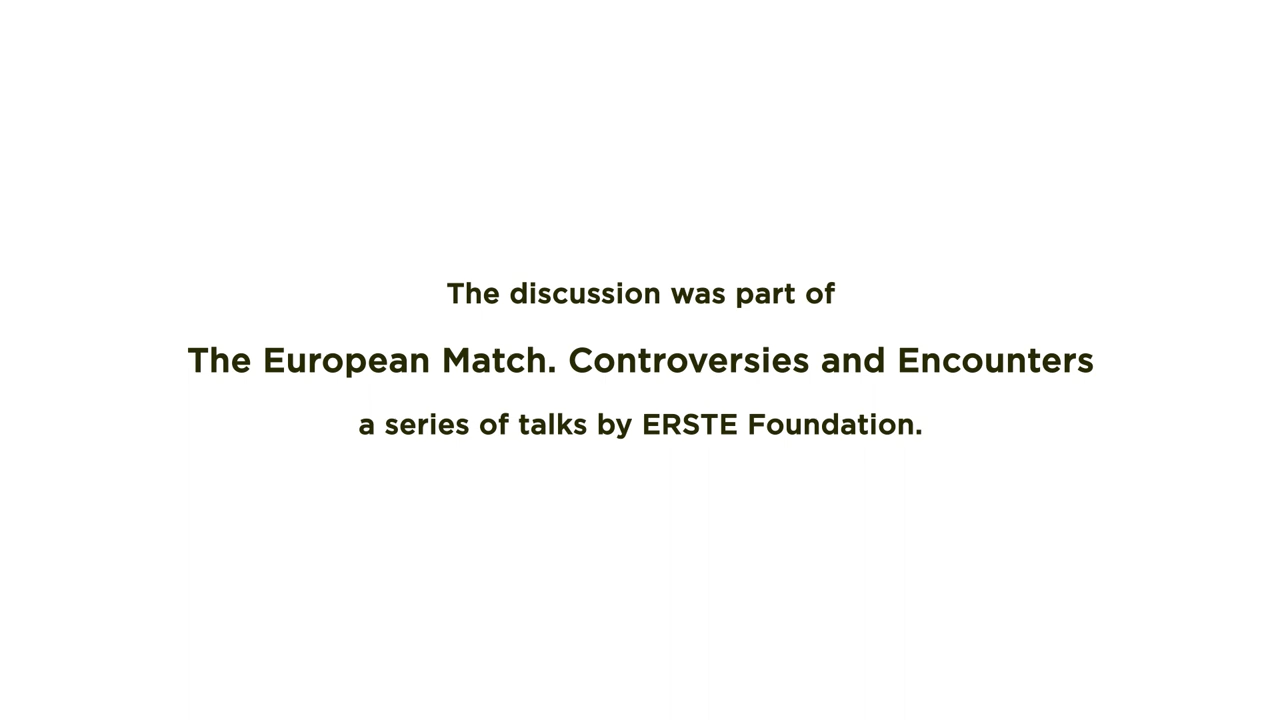 The discussion was part of
The European Match. Controversies and Encounters
a series of talks by ERSTE Foundation.